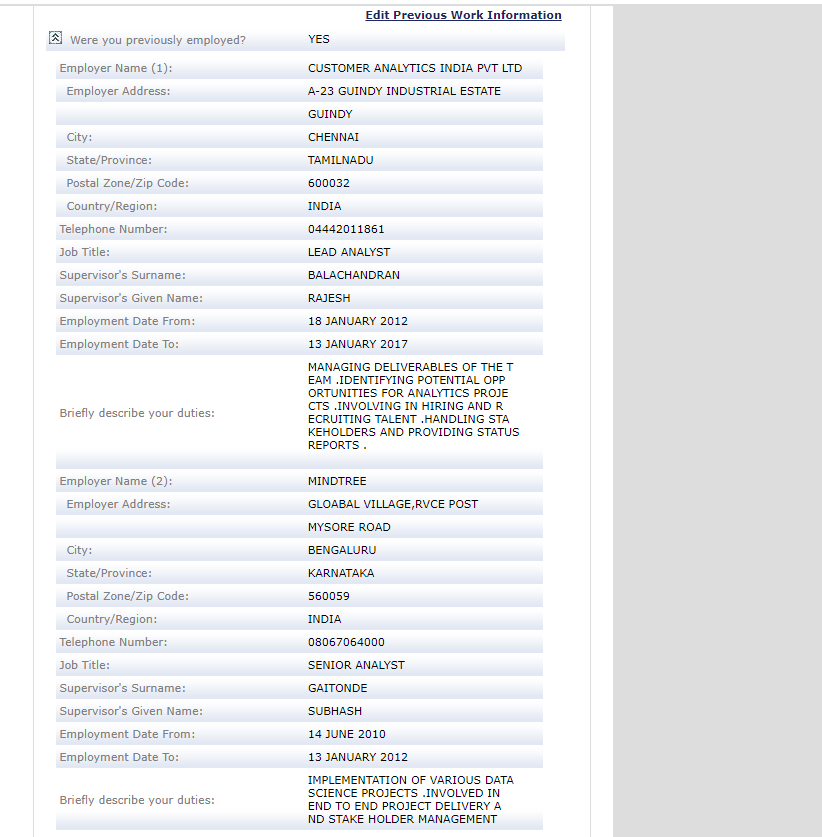 Edit Previous Work Information
Were you previously employed? YES
Employer Name (1): CUSTOMER ANALYTICS INDIA PVT LTD
Employer Address: A-23 GUINDY INDUSTRIAL ESTATE
GUINDY
City: CHENNAI
State/Province: TAMILNADU
Postal Zone/Zip Code: 600032
Country/Region: INDIA
Telephone Number: 04442011861
Job Title: LEAD ANALYST
Supervisor's Surname: BALACHANDRAN
Supervisor's Given Name: RAJESH
Employment Date From: 18 JANUARY 2012
Employment Date To: 13 JANUARY 2017
Briefly describe your duties:
MANAGING DELIVERABLES OF THE T
EAM .IDENTIFYING POTENTIAL OPP
ORTUNITIES FOR ANALYTICS PROJE
CTS .INVOLVING IN HIRING AND R
ECRUITING TALENT .HANDLING STA
KEHOLDERS AND PROVIDING STATUS
REPORTS .
Employer Name (2): MINDTREE
Employer Address: GLOABAL VILLAGE,RVCE POST
MYSORE ROAD
City: BENGALURU
State/Province: KARNATAKA
Postal Zone/Zip Code: 560059
Country/Region: INDIA
Telephone Number: 08067064000
Job Title: SENIOR ANALYST
Supervisor's Surname: GAITONDE
Supervisor's Given Name: SUBHASH
Employment Date From: 14 JUNE 2010
Employment Date To: 13 JANUARY 2012
Briefly describe your duties:
IMPLEMENTATION OF VARIOUS DATA
SCIENCE PROJECTS .INVOLVED IN
END TO END PROJECT DELIVERY A
ND STAKE HOLDER MANAGEMENT